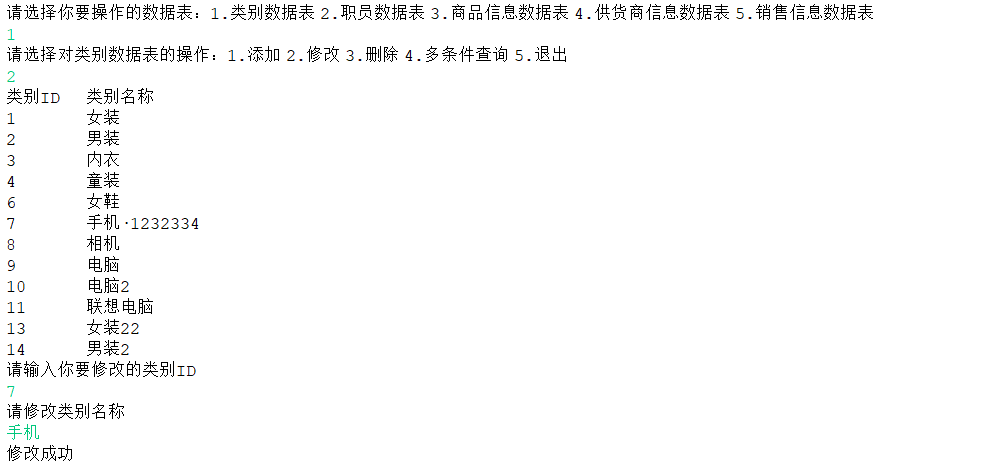 请选择你要操作的数据表：1.类别数据表 2.职员数据表 3.商品信息数据表 4.供货商信息数据表 5.销售信息数据表
1
请选择对类别数据表的操作：1.添加 2.修改 3.删除 4.多条件查询 5.退出
2
类别ID 类别名称
1 女装
2 男装
3 内衣
4 童装
6 女鞋
7 手机·1232334
8 相机
9 电脑
10 电脑2
11 联想电脑
13 女装22
14 男装2
请输入你要修改的类别ID
7
请修改类别名称
手机
修改成功